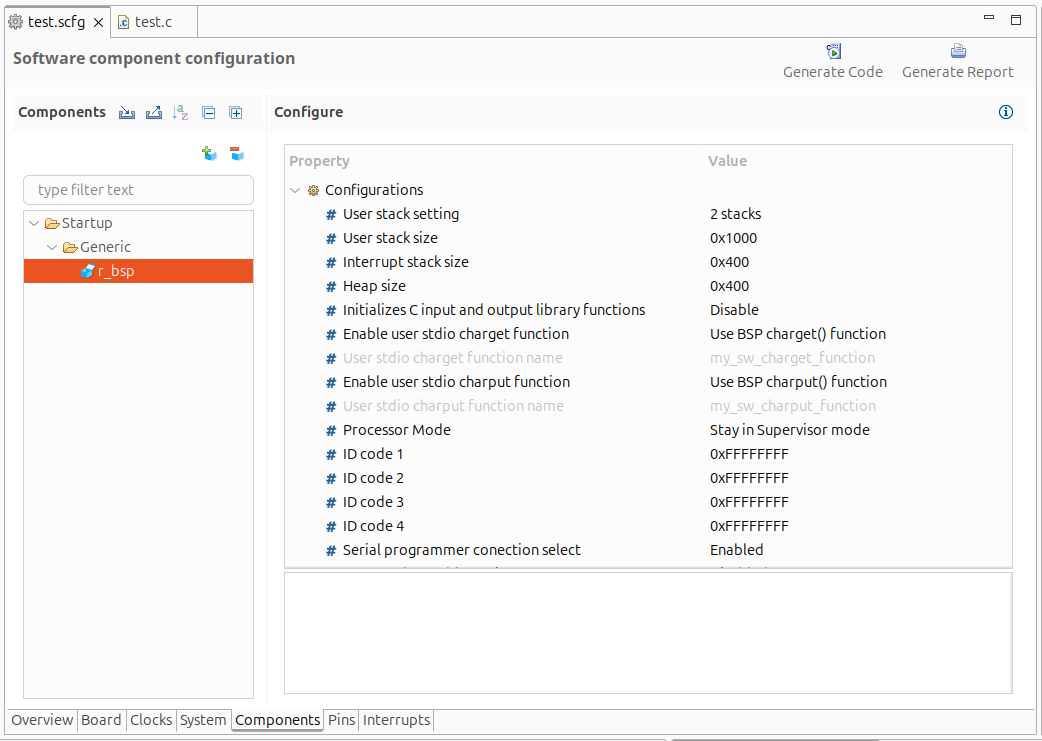 test.scfg
test.c
Software component configuration
Generate Code
Generate Report
Components
Configure
type filter text
Startup
Generic
r_bsp
Property Value
Configurations
User stack setting 2 stacks
User stack size 0x1000
Interrupt stack size 0x400
Heap size 0x400
Initializes C input and output library functions Disable
Enable user stdio charget function Use BSP charget() function
User stdio charget function name my_sw_charget_function
Enable user stdio charput function Use BSP charput() function
User stdio charput function name my_sw_charput_function
Processor Mode Stay in Supervisor mode
ID code 1 0xFFFFFFFF
ID code 2 0xFFFFFFFF
ID code 3 0xFFFFFFFF
ID code 4 0xFFFFFFFF
Serial programmer conection select Enabled
Overview Board Clocks System Components Pins Interrupts